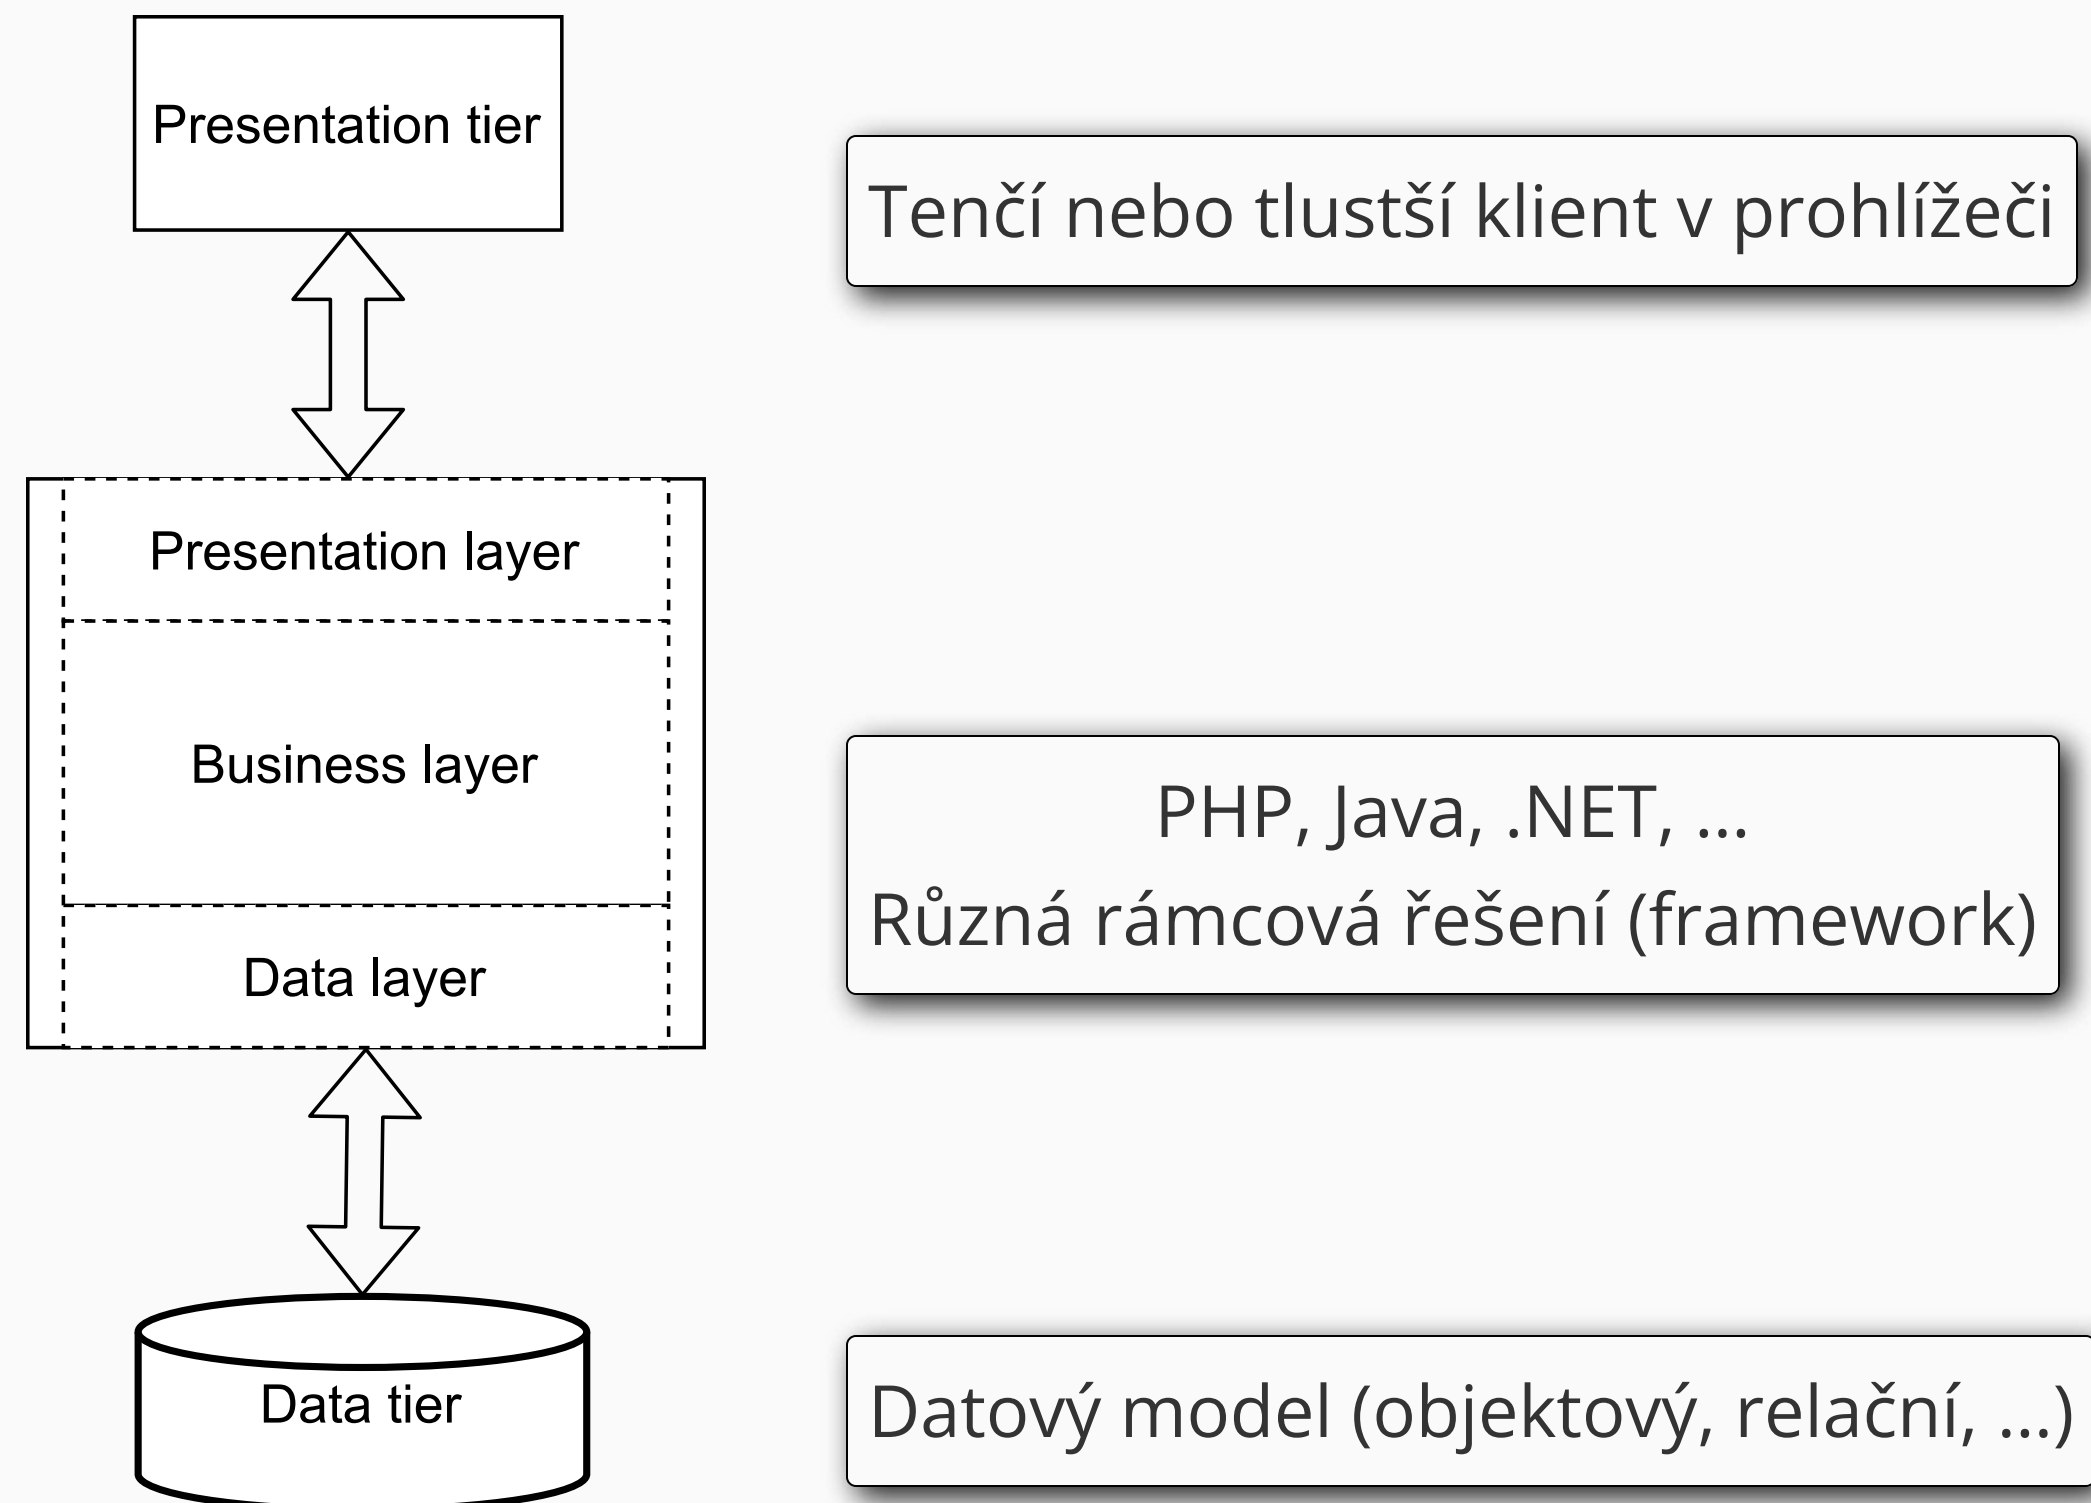 Presentation tier
Tenčí nebo tlustší klient v prohlížeči
Presentation layer
Business layer
PHP, Java, .NET, ...
Různá rámcová řešení (framework)
Data layer
Data tier
Datový model (objektový, relační, ...)